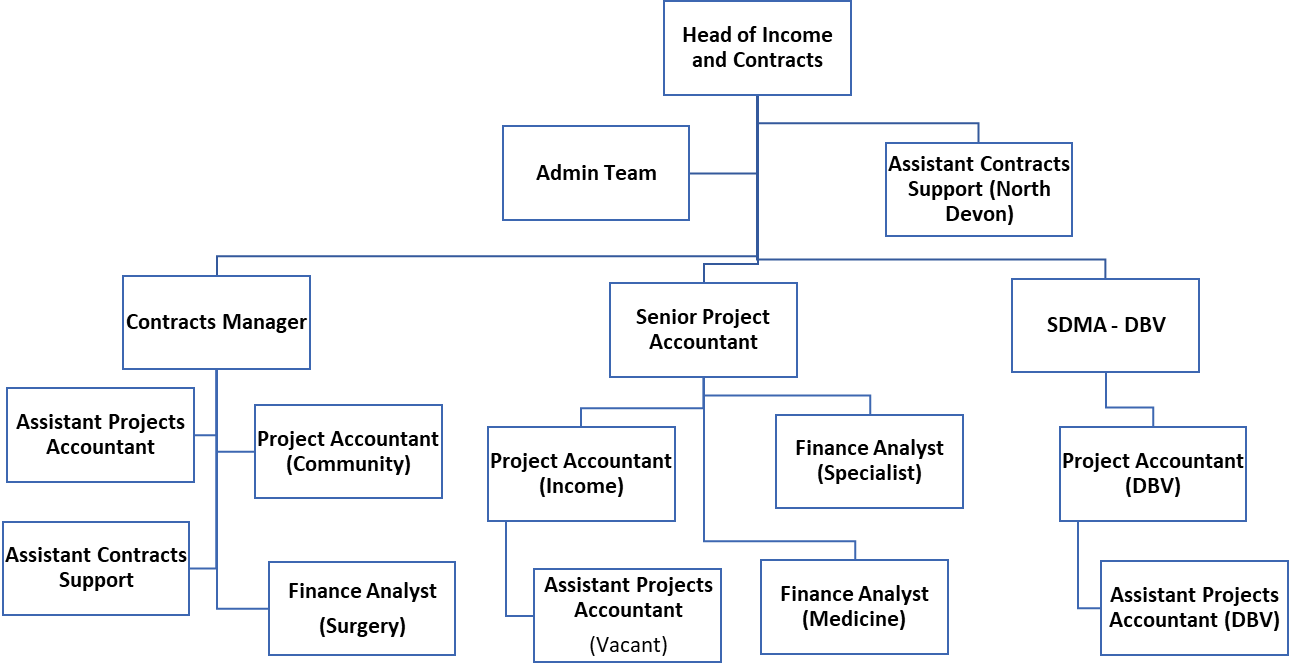 Head of Income
and Contracts
Admin Team
Assistant Contracts
Support (North
Devon)
Contracts Manager
Senior Project
Accountant
SDMA - DBV
Assistant Projects
Accountant
Project Accountant
(Community)
Project Accountant
(Income)
Finance Analyst
(Specialist)
Project Accountant
(DBV)
Assistant Contracts
Support
Finance Analyst
(Surgery)
Assistant Projects
Accountant
(Vacant)
Finance Analyst
(Medicine)
Assistant Projects
Accountant (DBV)